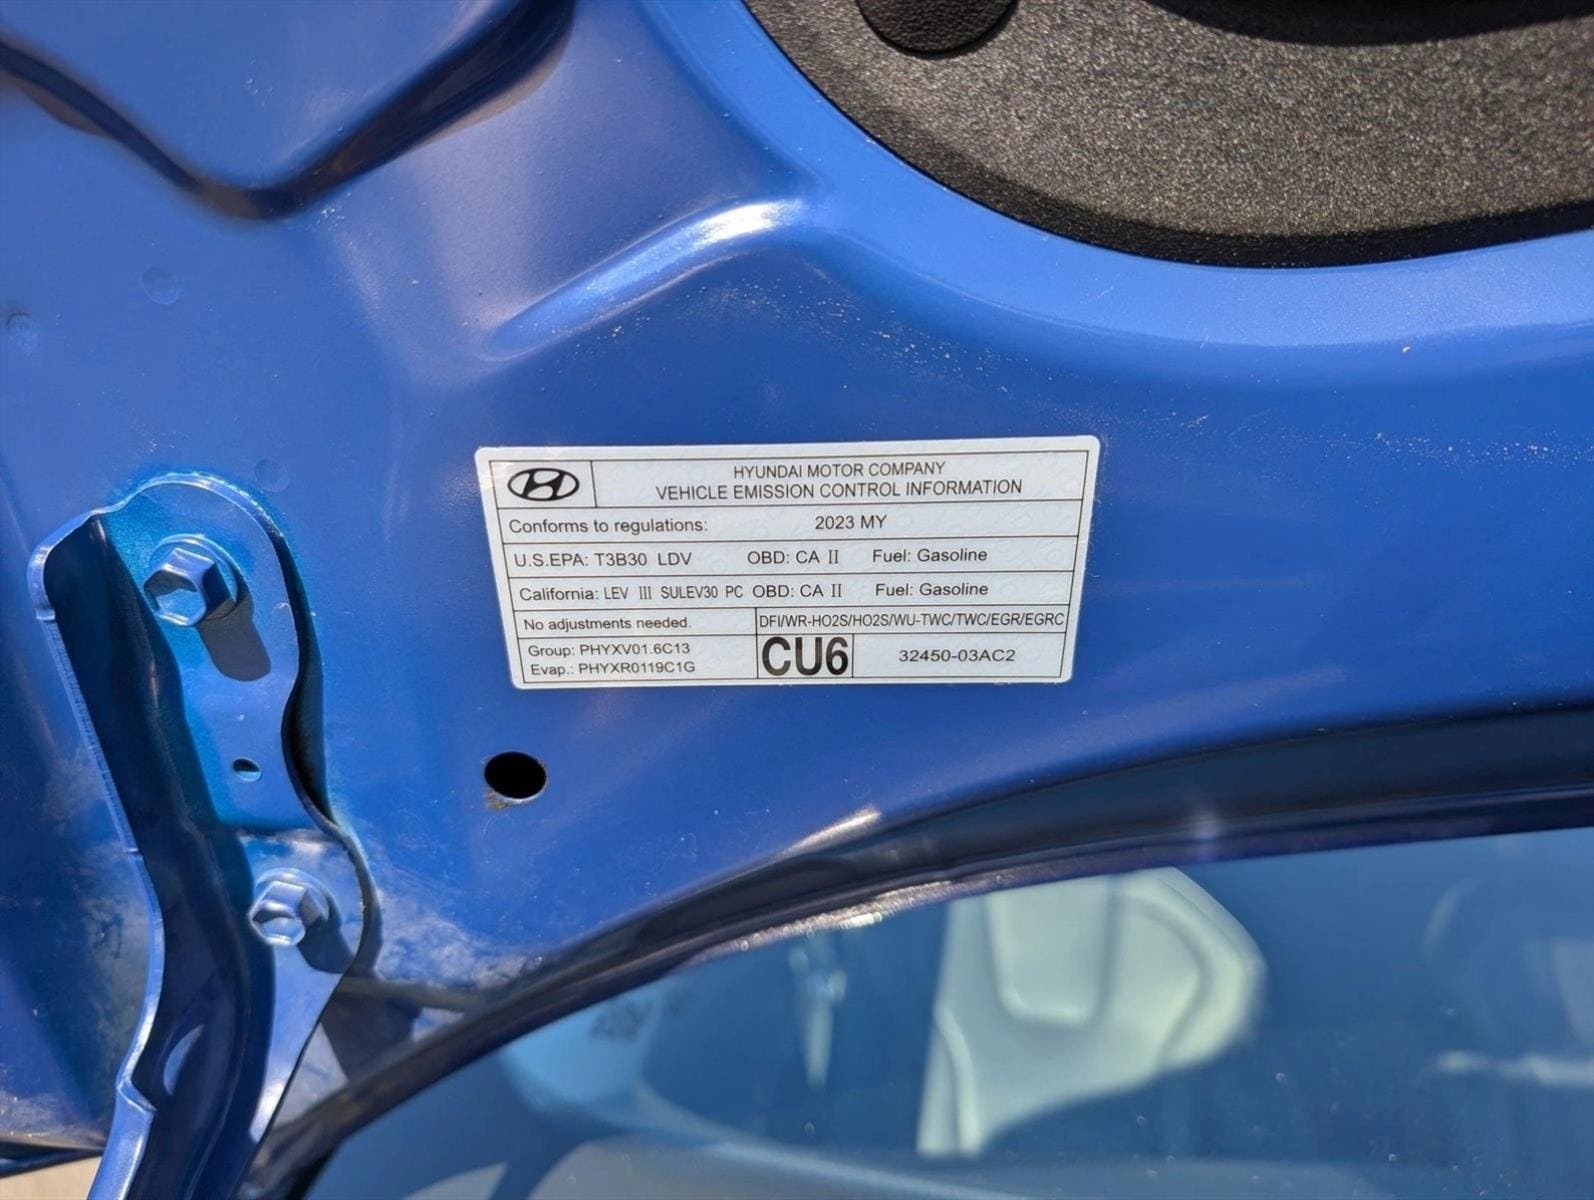 HYUNDAI MOTOR COMPANY
VEHICLE EMISSION CONTROL INFORMATION
Conforms to regulations: 2023 MY
U.S.EPA: T3B30 LDV OBD: CA II Fuel: Gasoline
California: LEV III SULEV30 PC OBD: CA II Fuel: Gasoline
No adjustments needed. DFI/WR-HO2S/HO2S/WU-TWC/TWC/EGR/EGRC
Group: PHYXV01.6C13
Evap.: PHYXR0119C1G
CU6 32450-03AC2